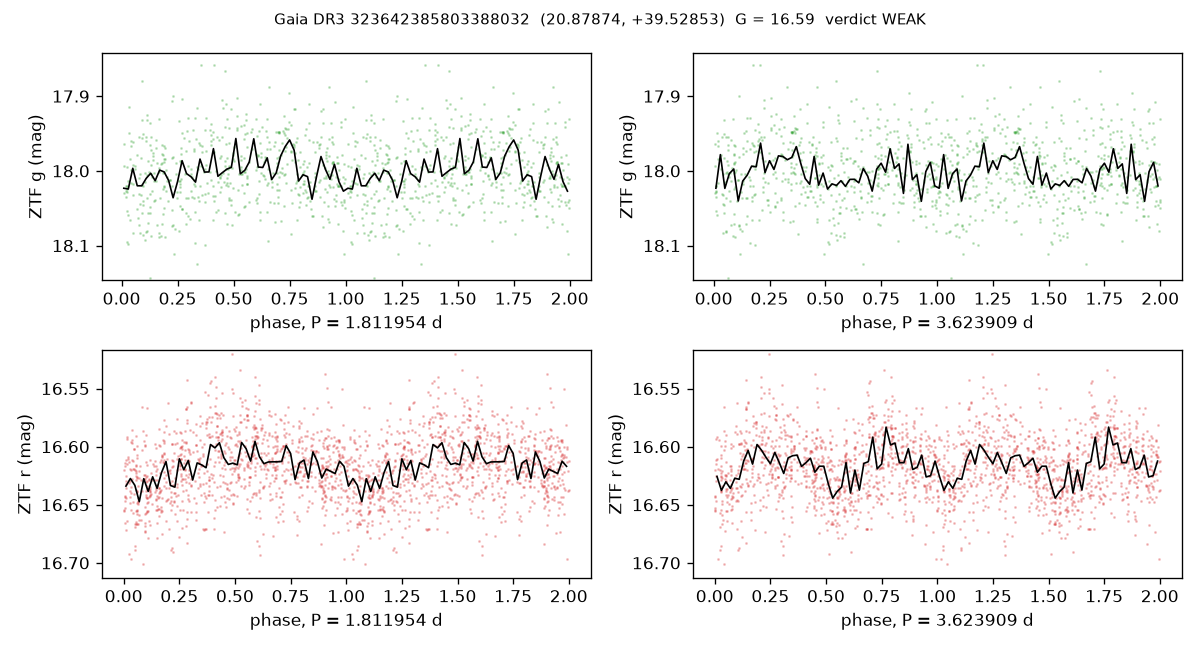 Gaia DR3 323642385803388032 (20.87874, +39.52853) G = 16.59 verdict WEAK
ZTF g (mag)
17.9
18.0
18.1
0.00 0.25 0.50 0.75 1.00 1.25 1.50 1.75 2.00
phase, P = 1.811954 d
ZTF g (mag)
17.9
18.0
18.1
0.00 0.25 0.50 0.75 1.00 1.25 1.50 1.75 2.00
phase, P = 3.623909 d
ZTF r (mag)
16.55
16.60
16.65
16.70
0.00 0.25 0.50 0.75 1.00 1.25 1.50 1.75 2.00
phase, P = 1.811954 d
ZTF r (mag)
16.55
16.60
16.65
16.70
0.00 0.25 0.50 0.75 1.00 1.25 1.50 1.75 2.00
phase, P = 3.623909 d